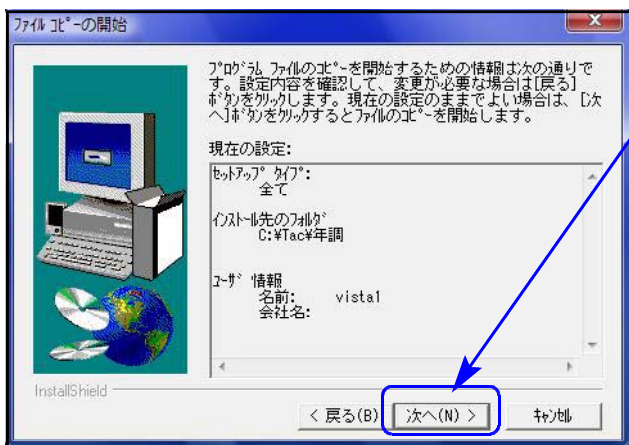 ﾌｧｲﾙ ｺﾋﾟｰの開始
ﾌﾟﾛｸﾞﾗﾑ ﾌｧｲﾙのｺﾋﾟｰを開始するための情報は次の通りで
す。設定内容を確認して、変更が必要な場合は[戻る]
ﾎﾞﾀﾝをｸﾘｯｸします。現在の設定のままでよい場合は、[次
へ]ﾎﾞﾀﾝをｸﾘｯｸするとﾌｧｲﾙのｺﾋﾟｰを開始します。
現在の設定:
ｾｯﾄｱｯﾌﾟ ﾀｲﾌﾟ:
全て
ｲﾝｽﾄｰﾙ先のﾌｫﾙﾀﾞ
C:¥Tac¥年調
ﾕｰｻﾞ 情報
名前: vista1
会社名:
InstallShield
< 戻る(B)
次へ(N) >
ｷｬﾝｾﾙ